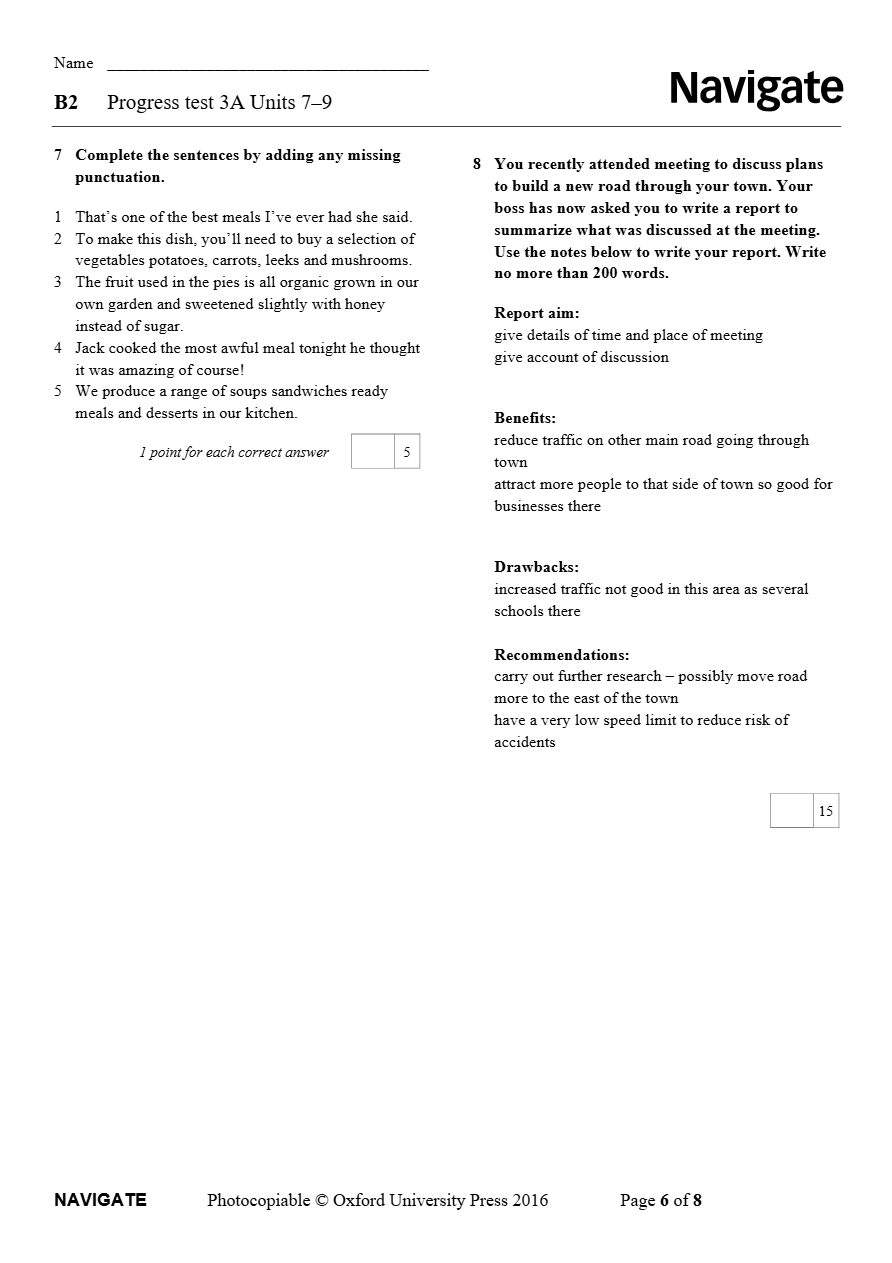 Name ________________________________________
Navigate
B2 Progress test 3A Units 7–9
7 Complete the sentences by adding any missing
punctuation.
1 That’s one of the best meals I’ve ever had she said.
2 To make this dish, you’ll need to buy a selection of
vegetables potatoes, carrots, leeks and mushrooms.
3 The fruit used in the pies is all organic grown in our
own garden and sweetened slightly with honey
instead of sugar.
4 Jack cooked the most awful meal tonight he thought
it was amazing of course!
5 We produce a range of soups sandwiches ready
meals and desserts in our kitchen.
1 point for each correct answer 5
8 You recently attended meeting to discuss plans
to build a new road through your town. Your
boss has now asked you to write a report to
summarize what was discussed at the meeting.
Use the notes below to write your report. Write
no more than 200 words.
Report aim:
give details of time and place of meeting
give account of discussion
Benefits:
reduce traffic on other main road going through
town
attract more people to that side of town so good for
businesses there
Drawbacks:
increased traffic not good in this area as several
schools there
Recommendations:
carry out further research – possibly move road
more to the east of the town
have a very low speed limit to reduce risk of
accidents
15
NAVIGATE Photocopiable © Oxford University Press 2016 Page 6 of 8